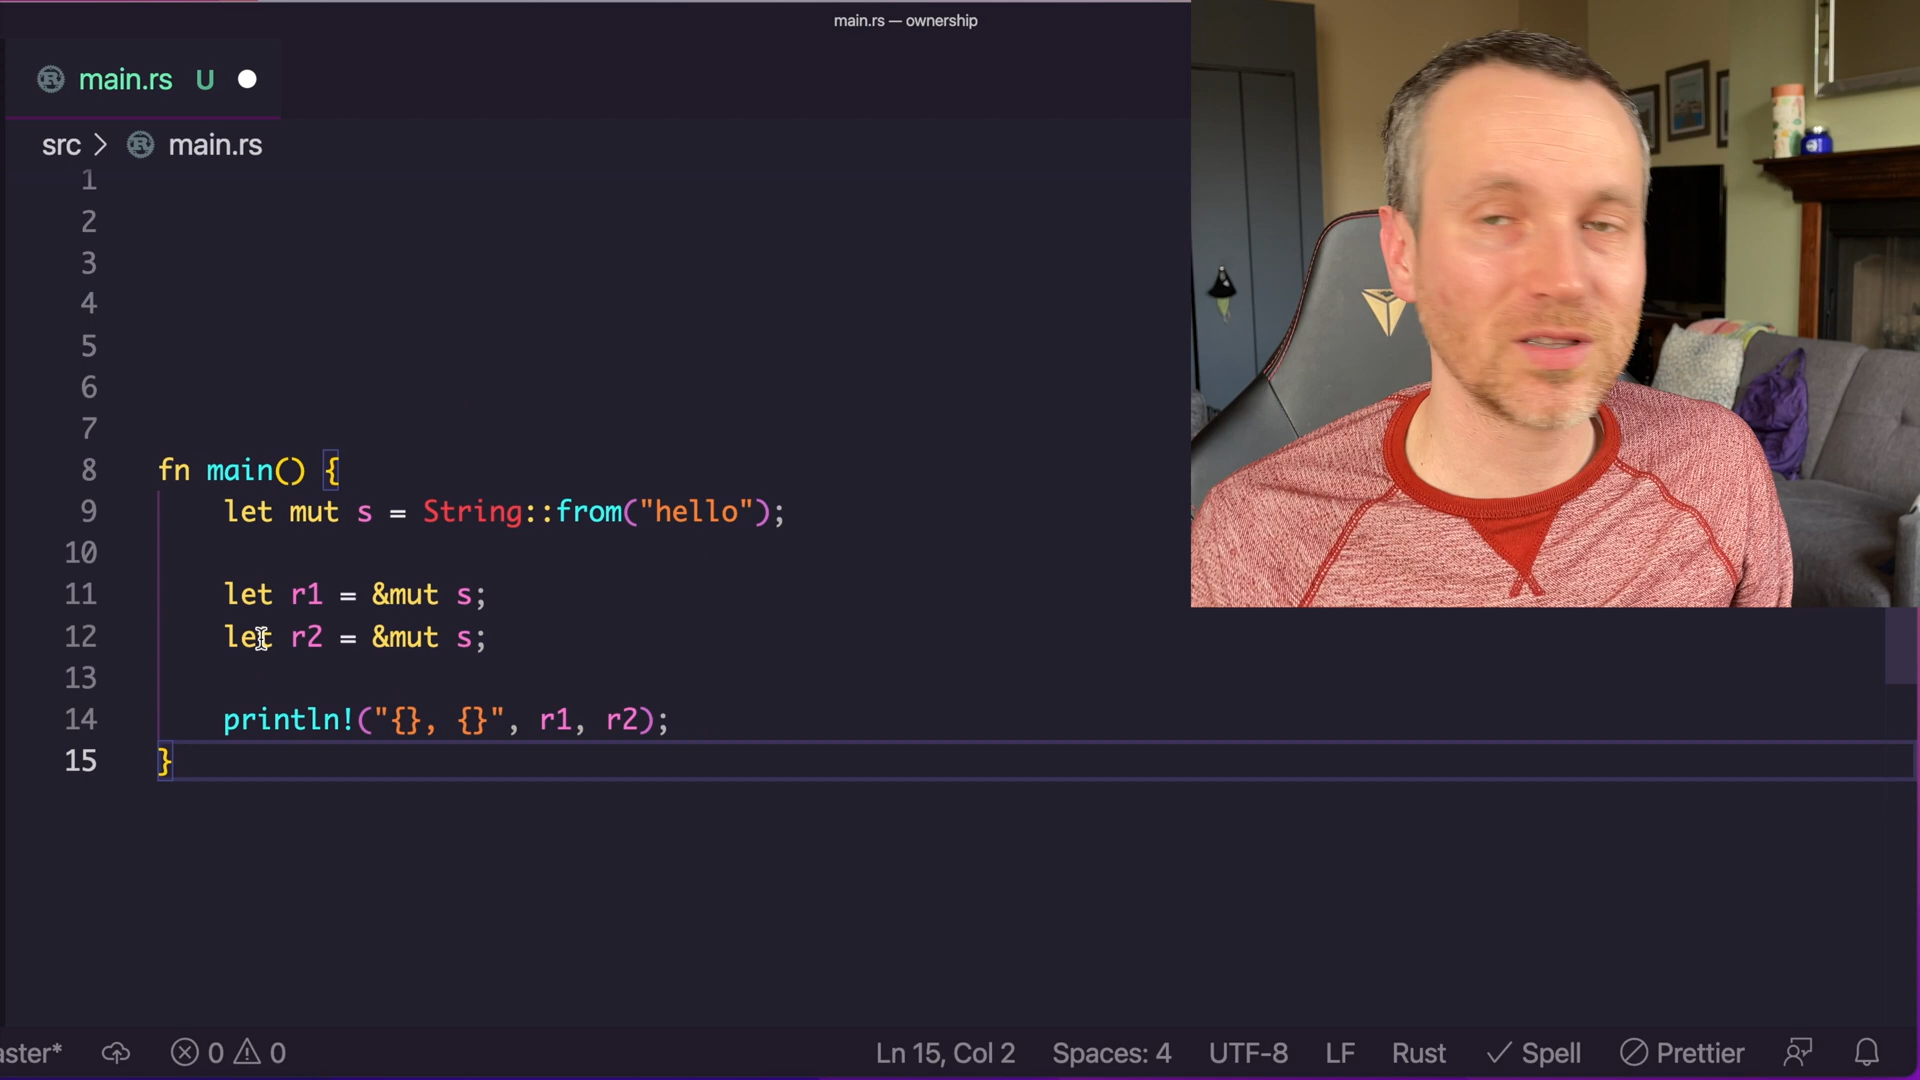 main.rs — ownership
main.rs U
src > main.rs
1
2
3
4
5
6
7
8 fn main() {
9 let mut s = String::from("hello");
10
11 let r1 = &mut s;
12 let r2 = &mut s;
13
14 println!("{}, {}", r1, r2);
15 }
aster* 0 0 Ln 15, Col 2 Spaces: 4 UTF-8 LF Rust Spell Prettier